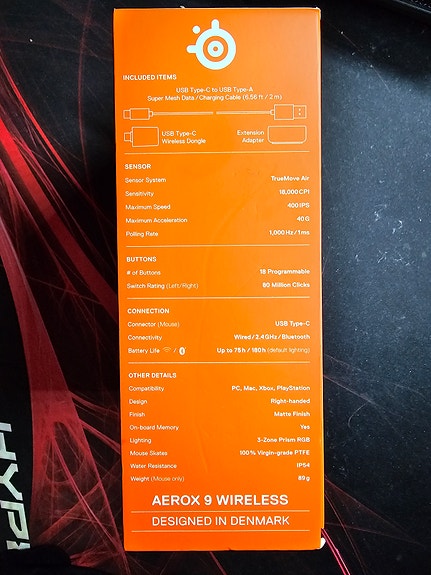 INCLUDED ITEMS
USB Type-C to USB Type-A
Super Mesh Data / Charging Cable (6.56 ft / 2 m)
USB Type-C
Wireless Dongle
Extension
Adapter
SENSOR
Sensor System TrueMove Air
Sensitivity 18,000 CPI
Maximum Speed 400 IPS
Maximum Acceleration 40 G
Polling Rate 1,000 Hz / 1 ms
BUTTONS
# of Buttons 18 Programmable
Switch Rating (Left/Right) 80 Million Clicks
CONNECTION
Connector (Mouse) USB Type-C
Connectivity Wired / 2.4 GHz / Bluetooth
Battery Life / Up to 75 h / 180 h (default lighting)
OTHER DETAILS
Compatibility PC, Mac, Xbox, PlayStation
Design Right-handed
Finish Matte Finish
On-board Memory Yes
Lighting 3-Zone Prism RGB
Mouse Skates 100% Virgin-grade PTFE
Water Resistance IP54
Weight (Mouse only) 89 g
AEROX 9 WIRELESS
DESIGNED IN DENMARK
HYP